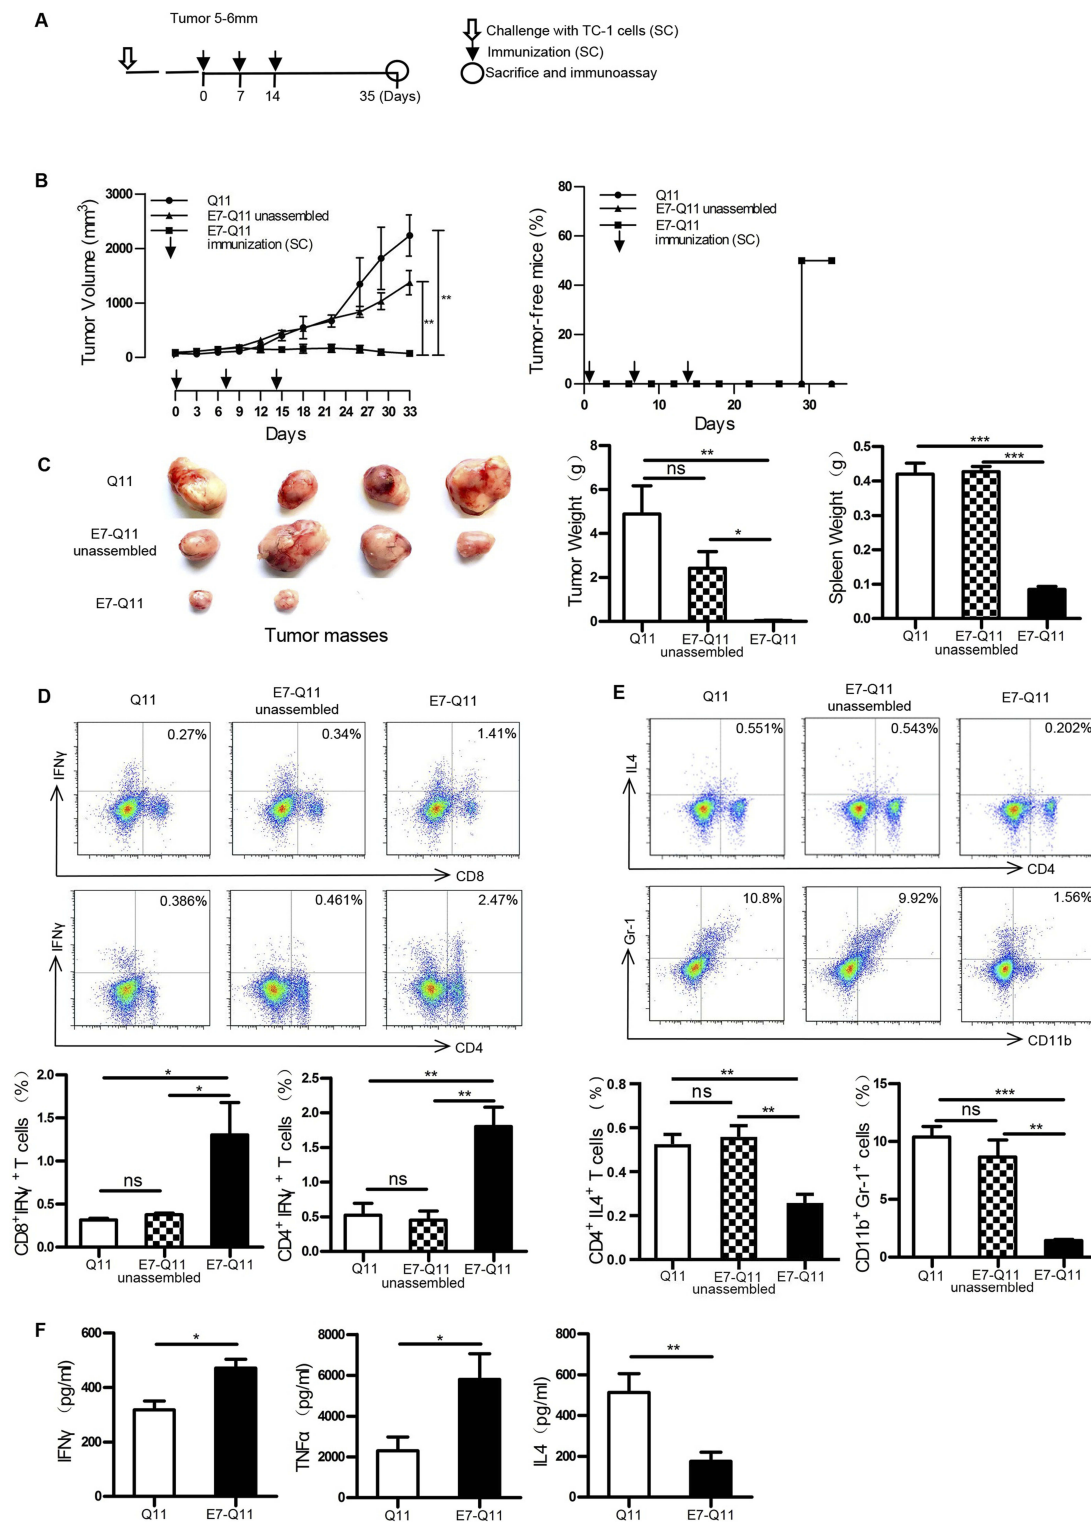 A
Tumor 5-6mm
0 7 14 35 (Days)
Challenge with TC-1 cells (SC)
Immunization (SC)
Sacrifice and immunoassay
B
Tumor Volume (mm³)
3000
2000
1000
0
Q11
E7-Q11 unassembled
E7-Q11
immunization (SC)
**
**
0 3 6 9 12 15 18 21 24 27 30 33
Days
Tumor-free mice (%)
80
60
40
20
0
Q11
E7-Q11 unassembled
E7-Q11
immunization (SC)
0 10 20 30
Days
C
Q11
E7-Q11
unassembled
E7-Q11
Tumor masses
Tumor Weight (g)
8
6
4
2
0
**
ns
*
Q11 E7-Q11 E7-Q11
unassembled
Spleen Weight (g)
0.5
0.4
0.3
0.2
0.1
0.0
***
***
Q11 E7-Q11 E7-Q11
unassembled
D
Q11 E7-Q11 E7-Q11
unassembled
IFNγ
0.27% 0.34% 1.41%
CD8
IFNγ
0.386% 0.461% 2.47%
CD4
CD8⁺IFNγ⁺T cells (%)
2.0
1.5
1.0
0.5
0.0
*
*
ns
Q11 E7-Q11 E7-Q11
unassembled
CD4⁺IFNγ⁺T cells (%)
2.5
2.0
1.5
1.0
0.5
0.0
**
**
ns
Q11 E7-Q11 E7-Q11
unassembled
E
Q11 E7-Q11 E7-Q11
unassembled
IL4
0.551% 0.543% 0.202%
CD4
Gr-1
10.8% 9.92% 1.56%
CD11b
CD4⁺ IL4⁺ T cells (%)
0.8
0.6
0.4
0.2
0.0
**
ns
**
Q11 E7-Q11 E7-Q11
unassembled
CD11b⁺ Gr-1⁺ cells (%)
15
10
5
0
***
ns
**
Q11 E7-Q11 E7-Q11
unassembled
F
IFNγ (pg/ml)
600
400
200
0
*
Q11 E7-Q11
TNFα (pg/ml)
8000
6000
4000
2000
0
*
Q11 E7-Q11
IL4 (pg/ml)
800
600
400
200
0
**
Q11 E7-Q11